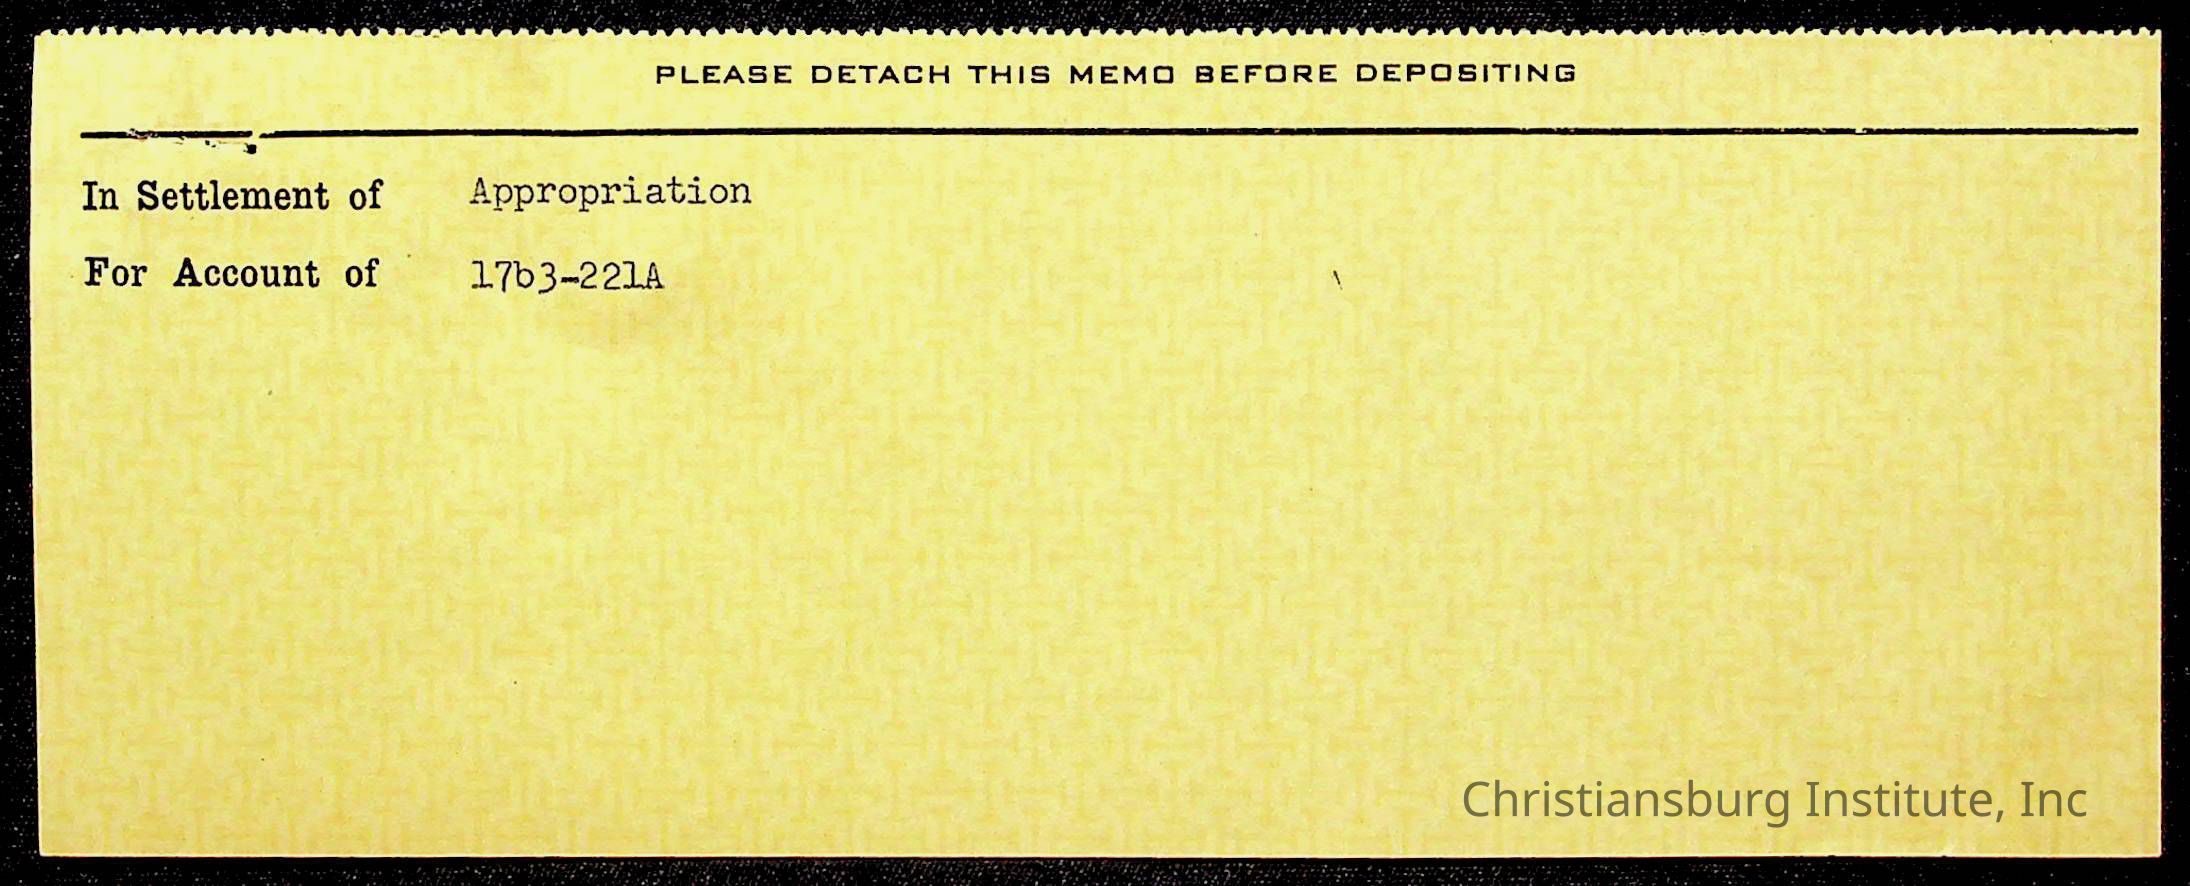 PLEASE DETACH THIS MEMO BEFORE DEPOSITING
In Settlement of Appropriation
For Account of 17b3-221A
Christiansburg Institute, Inc